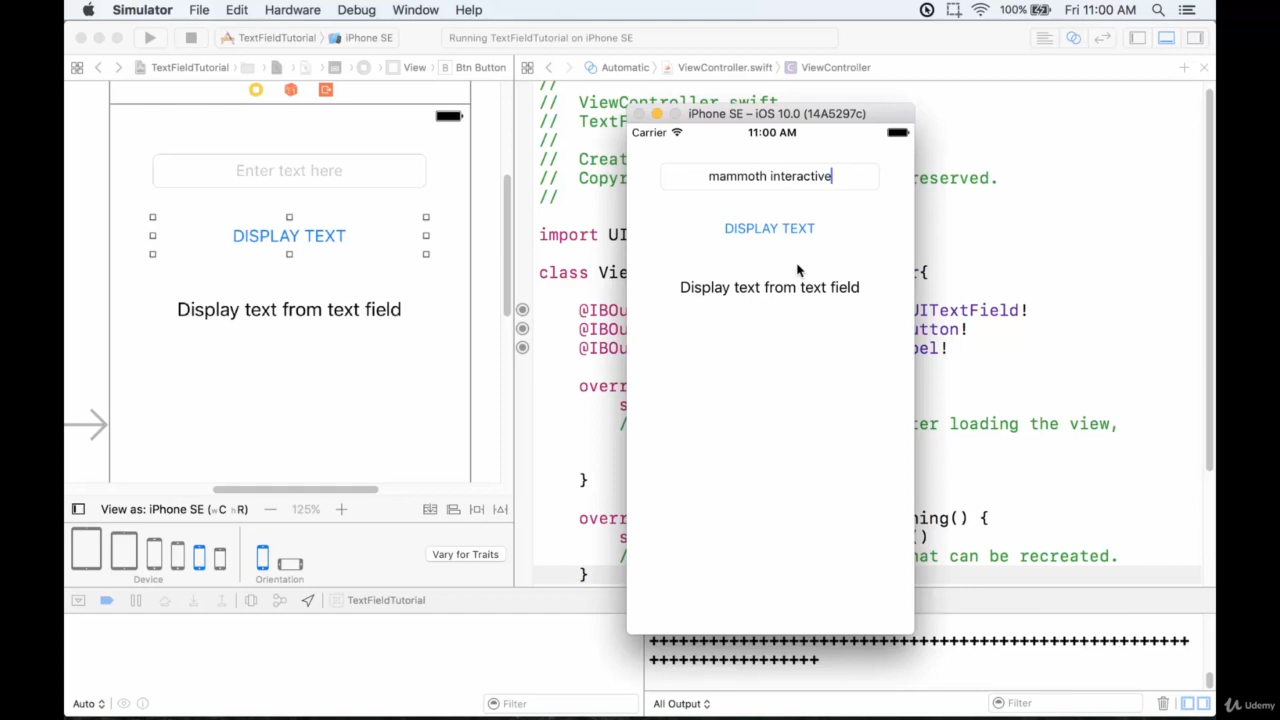 Simulator File Edit Hardware Debug Window Help 100% Fri 11:00 AM
TextFieldTutorial iPhone SE Running TextFieldTutorial on iPhone SE
TextFieldTutorial View B Btn Button Automatic ViewController.swift C ViewController
Enter text here
DISPLAY TEXT
Display text from text field
View as: iPhone SE (wC hR) 125%
Device
Orientation
Vary for Traits
TextFieldTutorial
Auto
Filter
//
// ViewController.swift
// TextF
//
// Create
// Copyr reserved.
//
import UI
class Vie r{
@IBOu UITextField!
@IBOu utton!
@IBOu bel!
overr
s
/ ter loading the view,
}
overr ning() {
s ()
/ hat can be recreated.
}
iPhone SE – iOS 10.0 (14A5297c)
Carrier 11:00 AM
mammoth interactive
DISPLAY TEXT
Display text from text field
All Output
Filter
Udemy